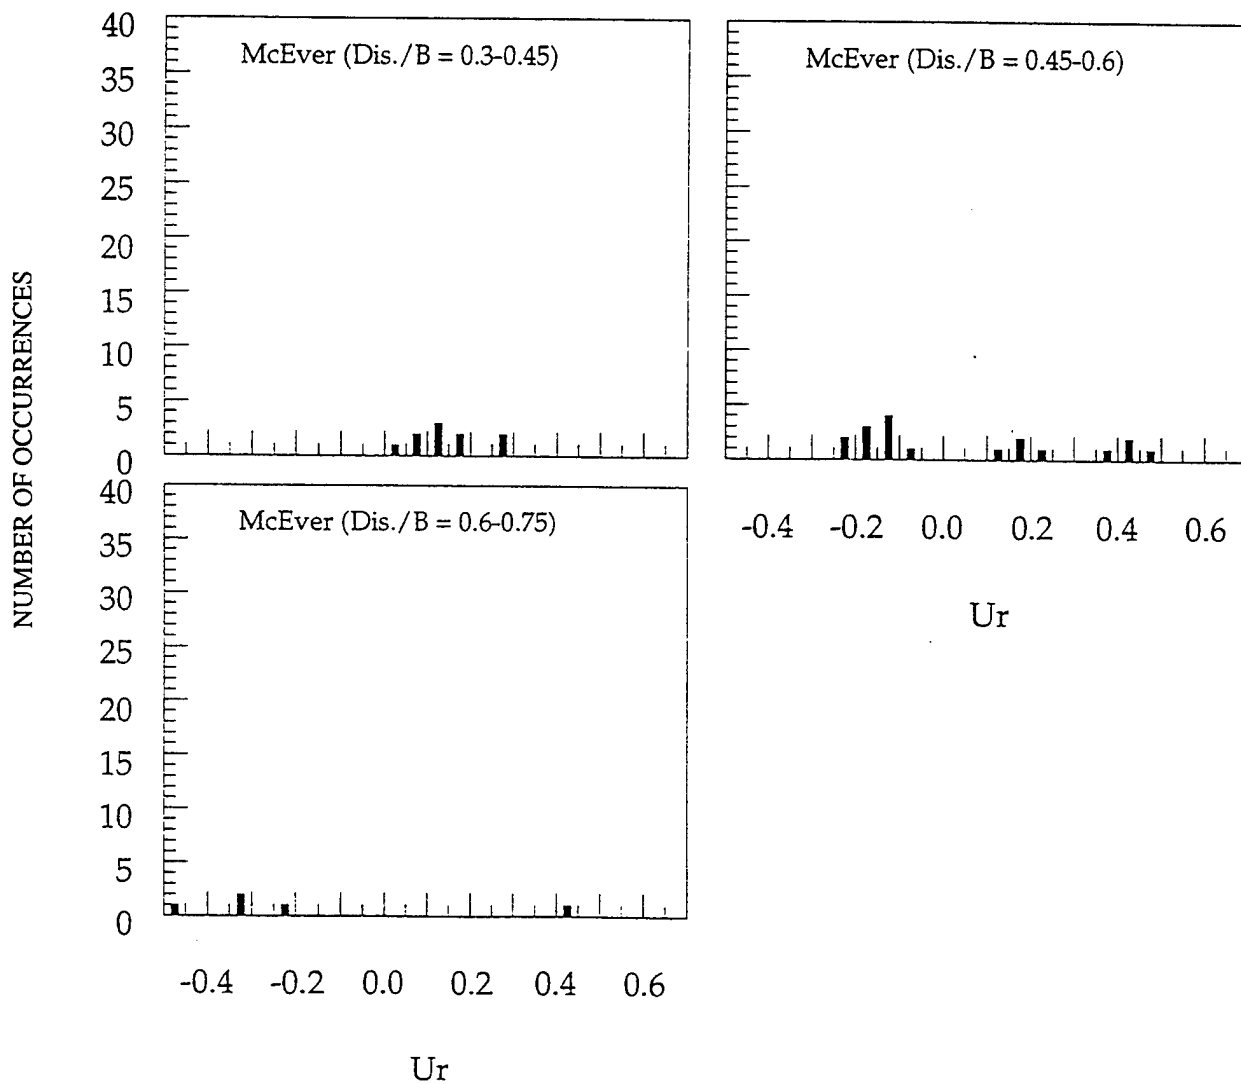 NUMBER OF OCCURRENCES
McEver (Dis./B = 0.3-0.45)
40
35
30
25
20
15
10
5
0
McEver (Dis./B = 0.45-0.6)
-0.4 -0.2 0.0 0.2 0.4 0.6
Ur
McEver (Dis./B = 0.6-0.75)
40
35
30
25
20
15
10
5
0
-0.4 -0.2 0.0 0.2 0.4 0.6
Ur